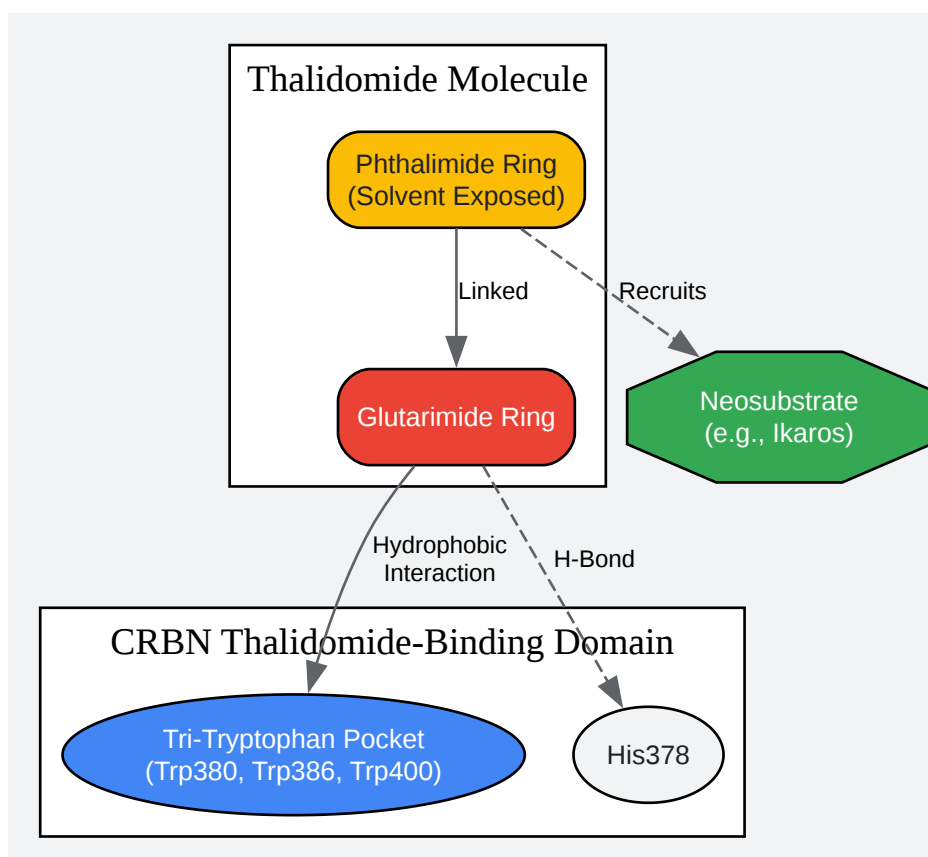 Thalidomide Molecule
Phthalimide Ring
(Solvent Exposed)
Linked
Recruits
Glutarimide Ring
Neosubstrate
(e.g., Ikaros)
Hydrophobic
Interaction
H-Bond
CRBN Thalidomide-Binding Domain
Tri-Tryptophan Pocket
(Trp380, Trp386, Trp400)
His378